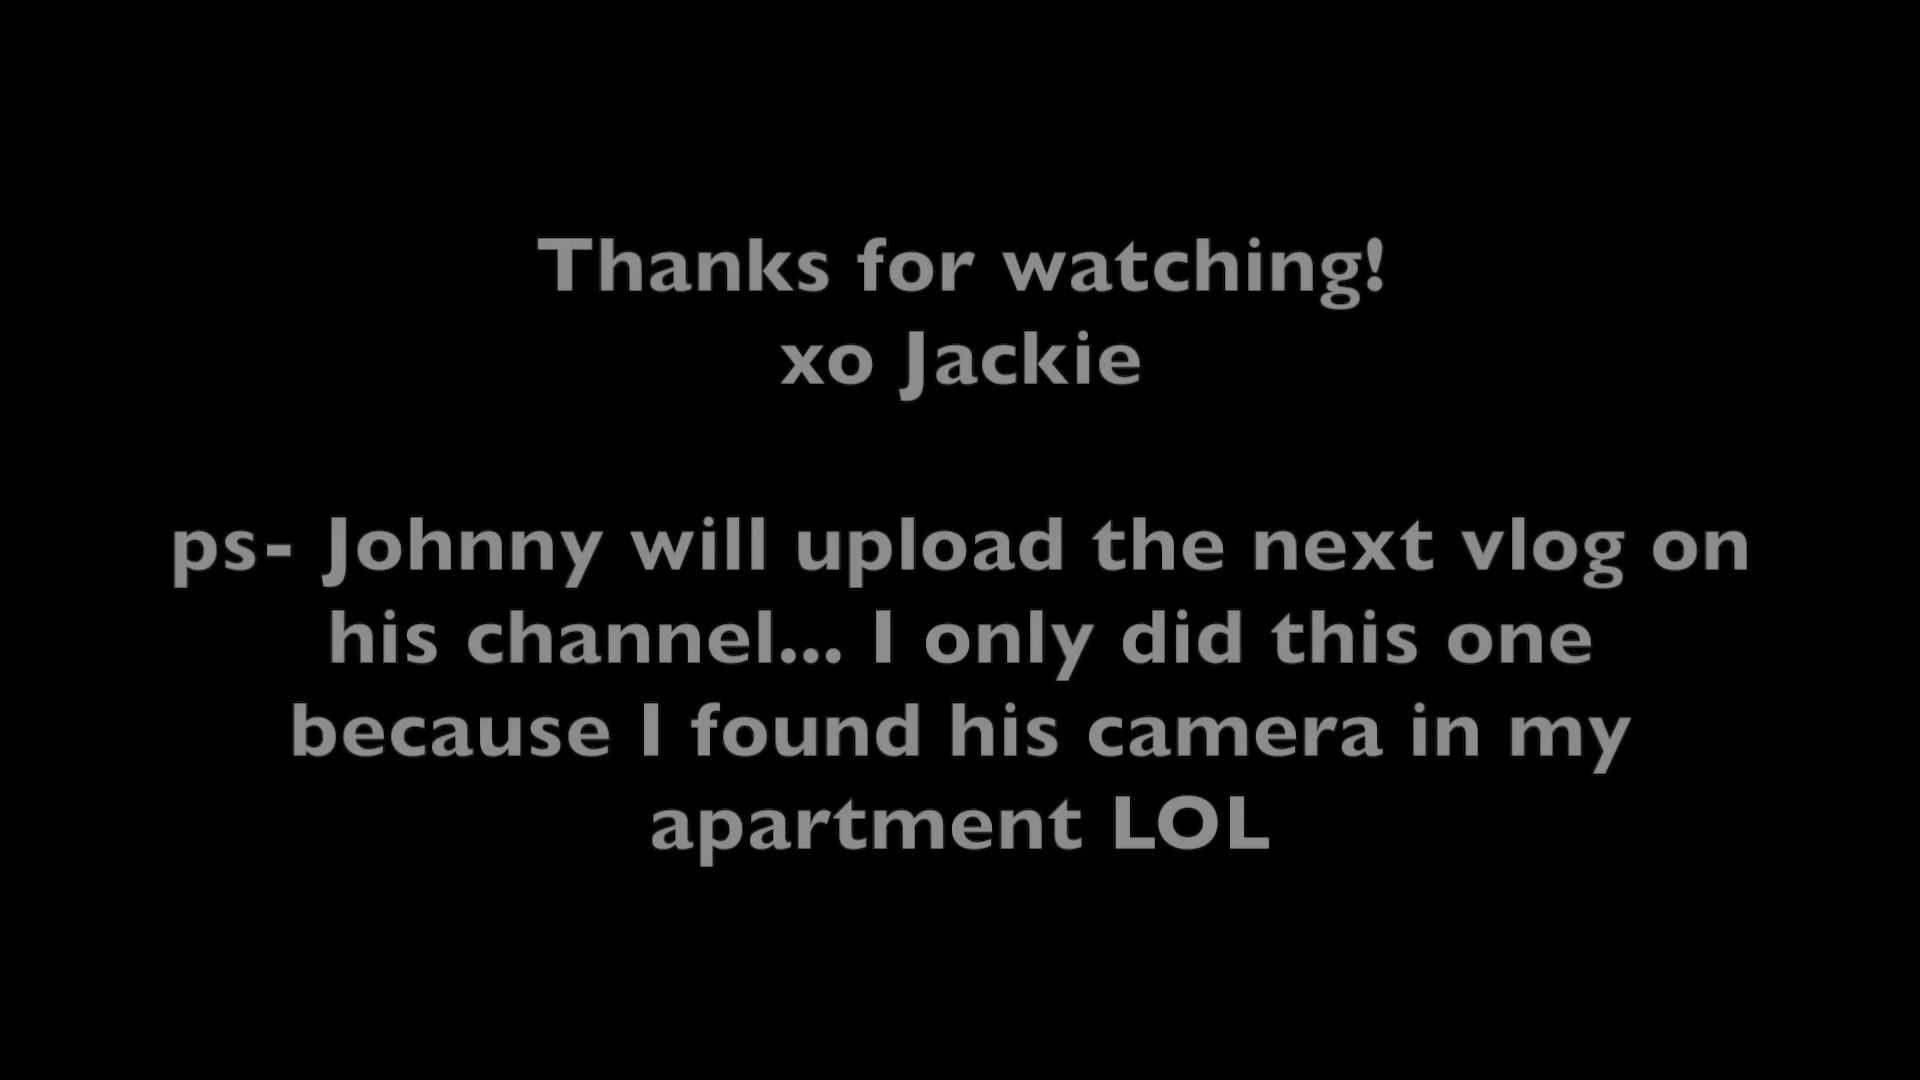 Thanks for watching!
xo Jackie
ps- Johnny will upload the next vlog on
his channel... I only did this one
because I found his camera in my
apartment LOL